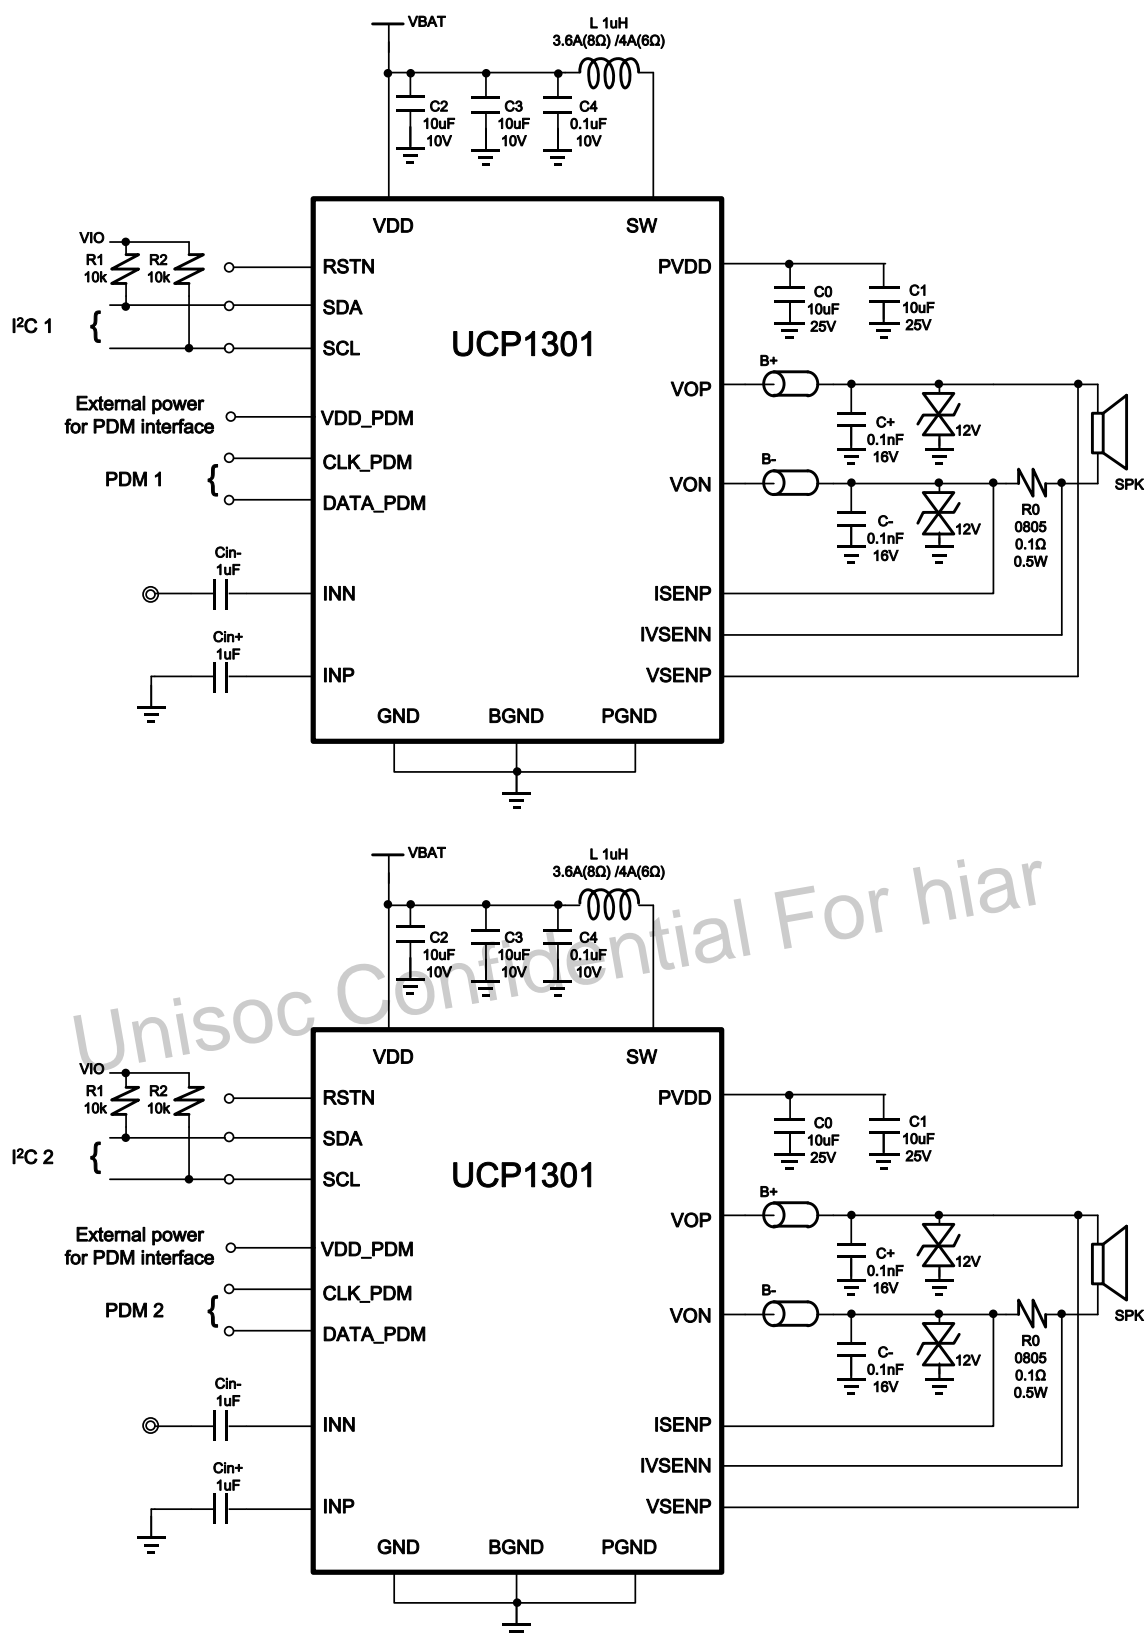 VBAT
L 1uH
3.6A(8Ω) /4A(6Ω)
C2
10uF
10V
C3
10uF
10V
C4
0.1uF
10V
VDD
SW
VIO
R1
10k
R2
10k
I²C 1
{
RSTN
SDA
SCL
UCP1301
PVDD
C0
10uF
25V
C1
10uF
25V
External power
for PDM interface
VDD_PDM
PDM 1
{
CLK_PDM
DATA_PDM
VOP
B+
C+
0.1nF
16V
12V
SPK
VON
B-
C-
0.1nF
16V
12V
R0
0805
0.1Ω
0.5W
Cin-
1uF
INN
Cin+
1uF
INP
ISENP
IVSENN
VSENP
GND
BGND
PGND
VBAT
L 1uH
3.6A(8Ω) /4A(6Ω)
C2
10uF
10V
C3
10uF
10V
C4
0.1uF
10V
Unisoc Confidential For hiar
VDD
SW
VIO
R1
10k
R2
10k
I²C 2
{
RSTN
SDA
SCL
UCP1301
PVDD
C0
10uF
25V
C1
10uF
25V
External power
for PDM interface
VDD_PDM
PDM 2
{
CLK_PDM
DATA_PDM
VOP
B+
C+
0.1nF
16V
12V
SPK
VON
B-
C-
0.1nF
16V
12V
R0
0805
0.1Ω
0.5W
Cin-
1uF
INN
Cin+
1uF
INP
ISENP
IVSENN
VSENP
GND
BGND
PGND